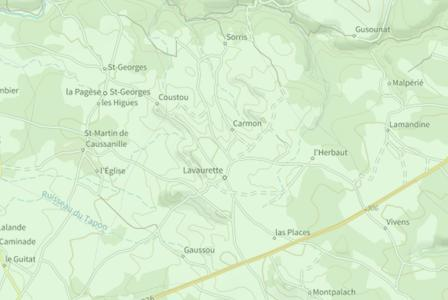 Sorris
Gusounat
St-Georges
Malpérié
la Pagèse
St-Georges
les Higues
Coustou
mbier
Carmon
Lamandine
St-Martin de
Caussanille
l'Herbaut
l'Église
Lavaurette
Ruisseau du Tapon
Lalande
Caminade
le Guitat
las Places
Vivens
Gaussou
Montpalach